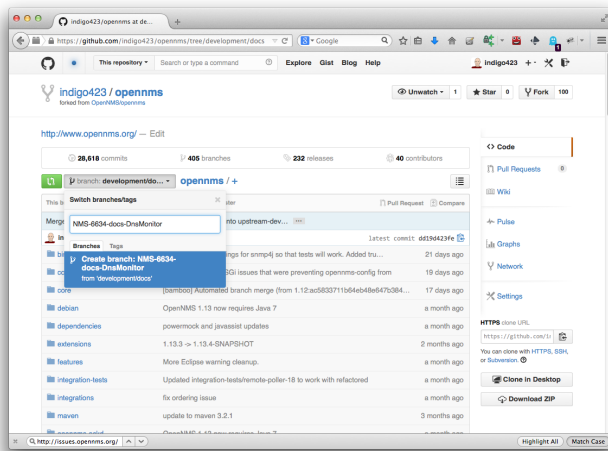 indigo423/opennms at de...
https://github.com/indigo423/opennms/tree/development/docs
Google
1
This repository
Search or type a command
Explore Gist Blog Help
indigo423
indigo423 / opennms
forked from OpenNMS/opennms
Unwatch 1
Star 0
Fork 100
http://www.opennms.org/ — Edit
28,618 commits
405 branches
232 releases
40 contributors
branch: development/do...
opennms / +
Switch branches/tags
NMS-6634-docs-DnsMonitor
Branches Tags
Create branch: NMS-6634-
docs-DnsMonitor
from 'development/docs'
Pull Request Compare
Merge
into upstream-dev...
latest commit dd19d423fe
ings for snmp4j so that tests will work. Added tru...
21 days ago
SGi issues that were preventing opennms-config from
19 days ago
core
[bamboo] Automated branch merge (from 1.12:ac5833711b64eb48e647b384...
17 days ago
debian
OpenNMS 1.13 now requires Java 7
a month ago
dependencies
powermock and javassist updates
a month ago
extensions
1.13.3 -> 1.13.4-SNAPSHOT
2 months ago
features
More Eclipse warning cleanup.
a month ago
integration-tests
Updated integration-tests/remote-poller-18 to work with refactored
a month ago
integrations
fix ordering issue
a month ago
maven
update to maven 3.2.1
3 months ago
Code
Pull Requests 0
Wiki
Pulse
Graphs
Network
Settings
HTTPS clone URL
You can clone with HTTPS, SSH,
or Subversion.
Clone in Desktop
Download ZIP
http://issues.opennms.org/
Highlight All
Match Case